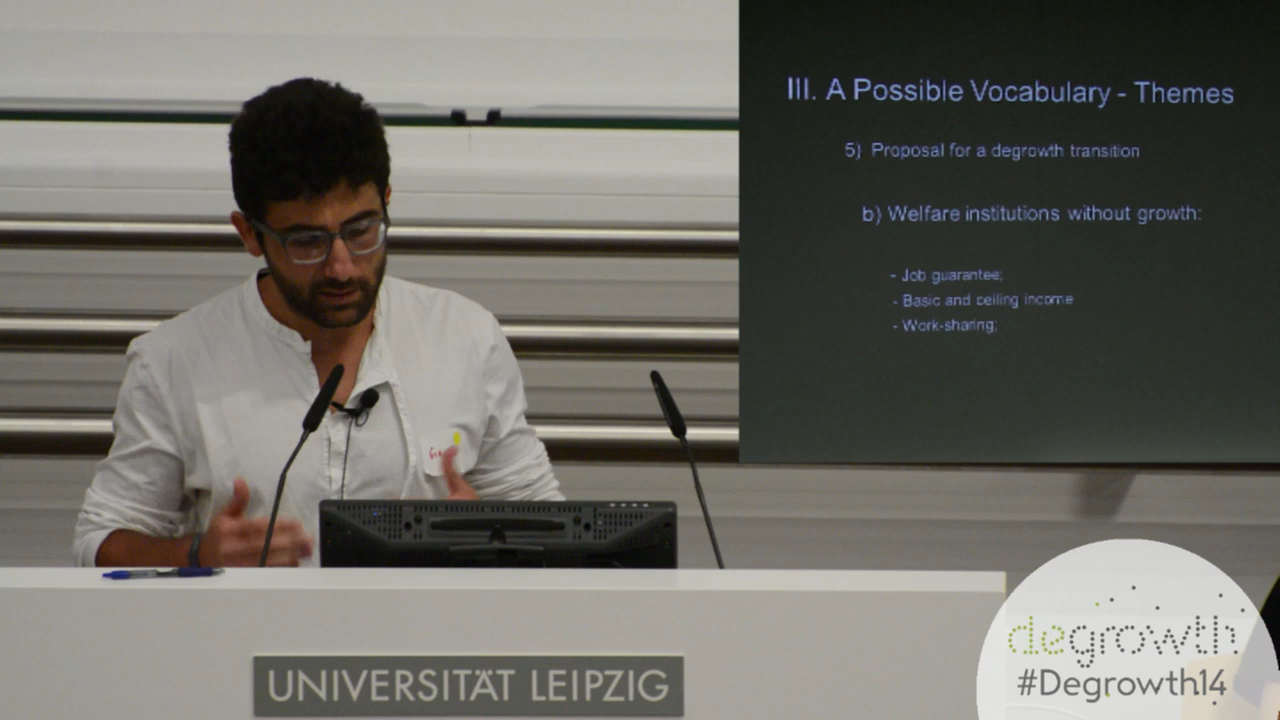 III. A Possible Vocabulary - Themes
5) Proposal for a degrowth transition
b) Welfare institutions without growth:
- Job guarantee;
- Basic and ceiling income
- Work-sharing;
UNIVERSITÄT LEIPZIG
degrowth
#Degrowth14